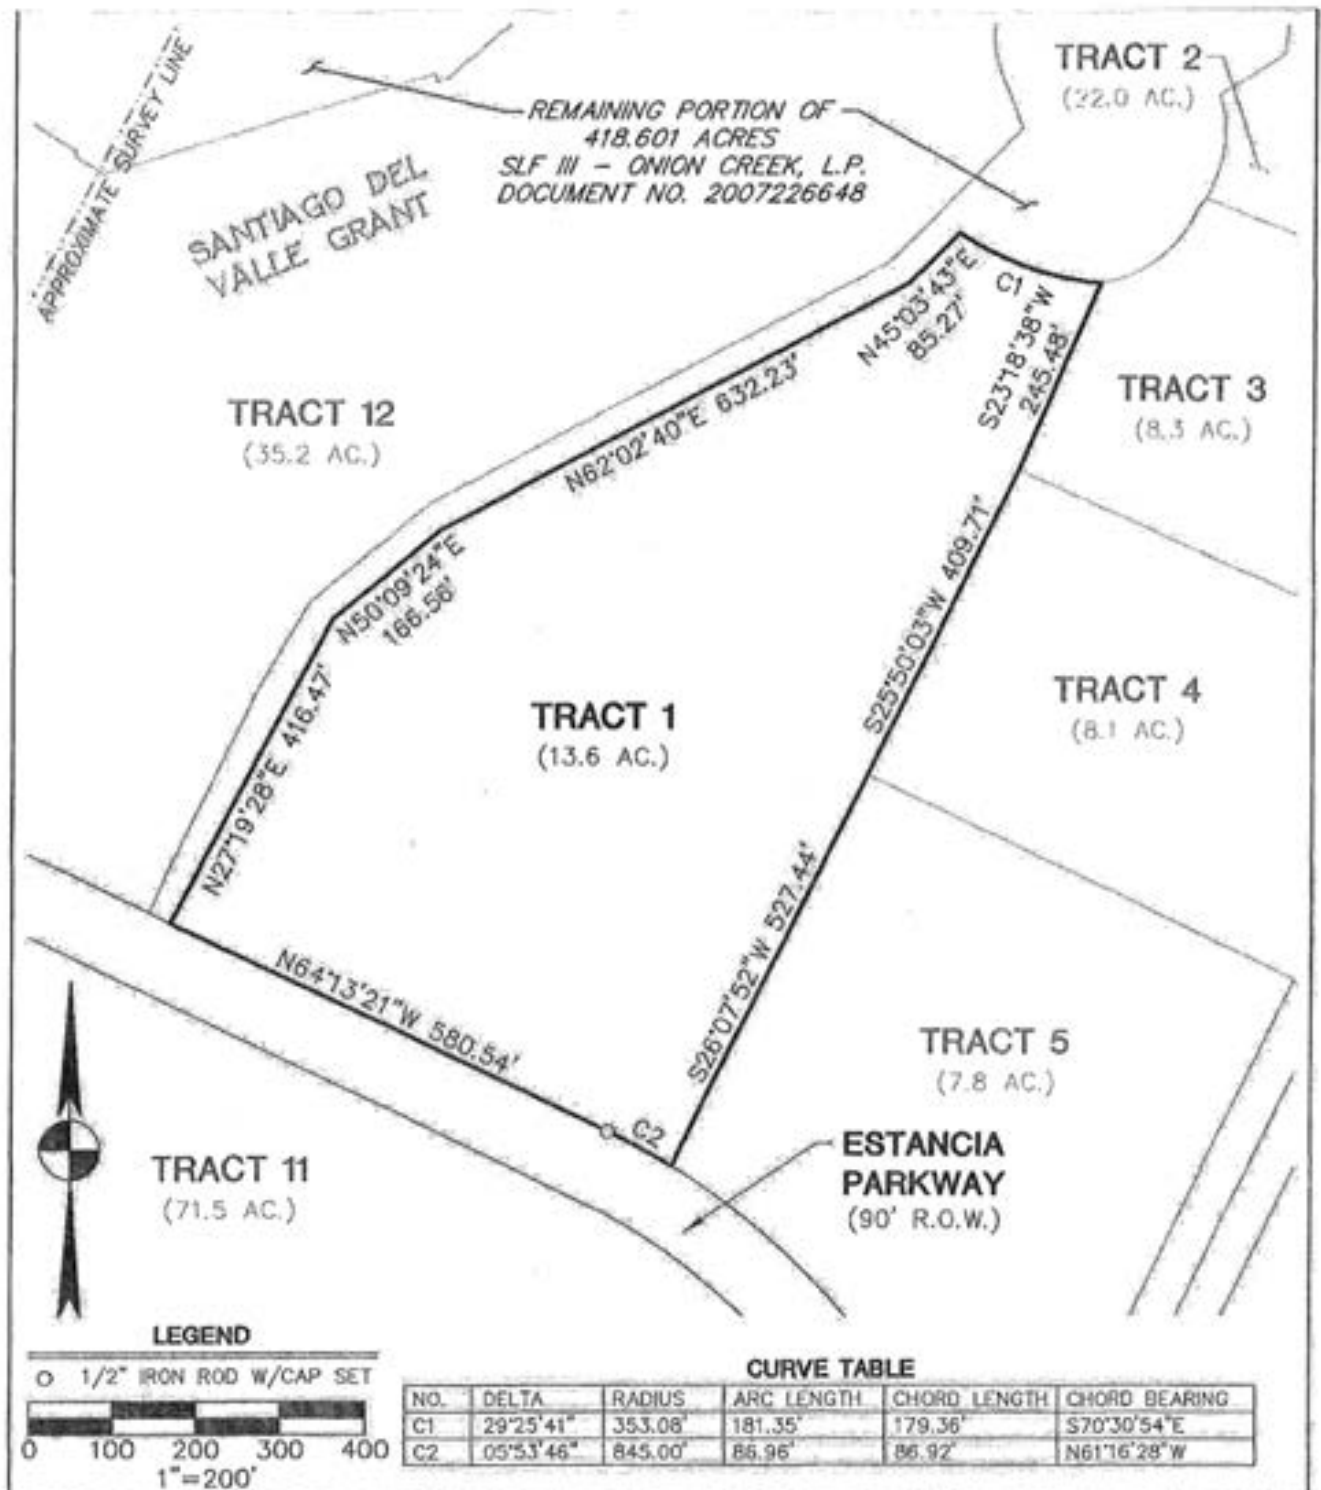 TRACT 2
(22.0 AC.)
REMAINING PORTION OF
418.601 ACRES
SLF III – ONION CREEK, L.P.
DOCUMENT NO. 2007226648
APPROXIMATE SURVEY LINE
SANTIAGO DEL
VALLE GRANT
C1
N45°03'43"E
85.27'
S23°18'38"W
245.48'
TRACT 3
(8.3 AC.)
TRACT 12
(35.2 AC.)
N62°02'40"E 632.23'
N50°09'24"E
166.56'
S25°50'03"W 409.71'
TRACT 4
(8.1 AC.)
TRACT 1
(13.6 AC.)
N27°19'28"E 416.47'
S26°07'52"W 527.44'
N64°13'21"W 580.54'
C2
TRACT 5
(7.8 AC.)
ESTANCIA
PARKWAY
(90' R.O.W.)
TRACT 11
(71.5 AC.)
LEGEND
1/2" IRON ROD W/CAP SET
0 100 200 300 400
1"=200'
CURVE TABLE
NO. DELTA RADIUS ARC LENGTH CHORD LENGTH CHORD BEARING
C1 29°25'41" 353.08' 181.35' 179.36' S70°30'54"E
C2 05°53'46" 845.00' 86.96' 86.92' N61°16'28"W